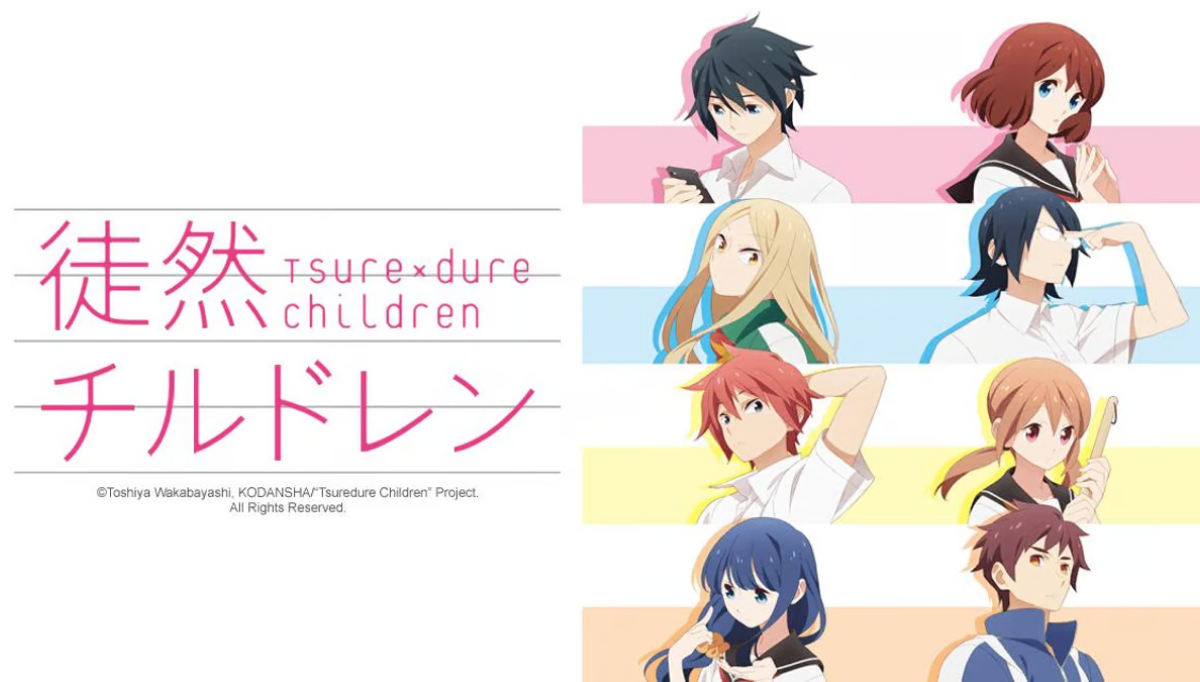 徒然
Tsure×dure
children
チルドレン
©Toshiya Wakabayashi, KODANSHA/“Tsuredure Children” Project.
All Rights Reserved.